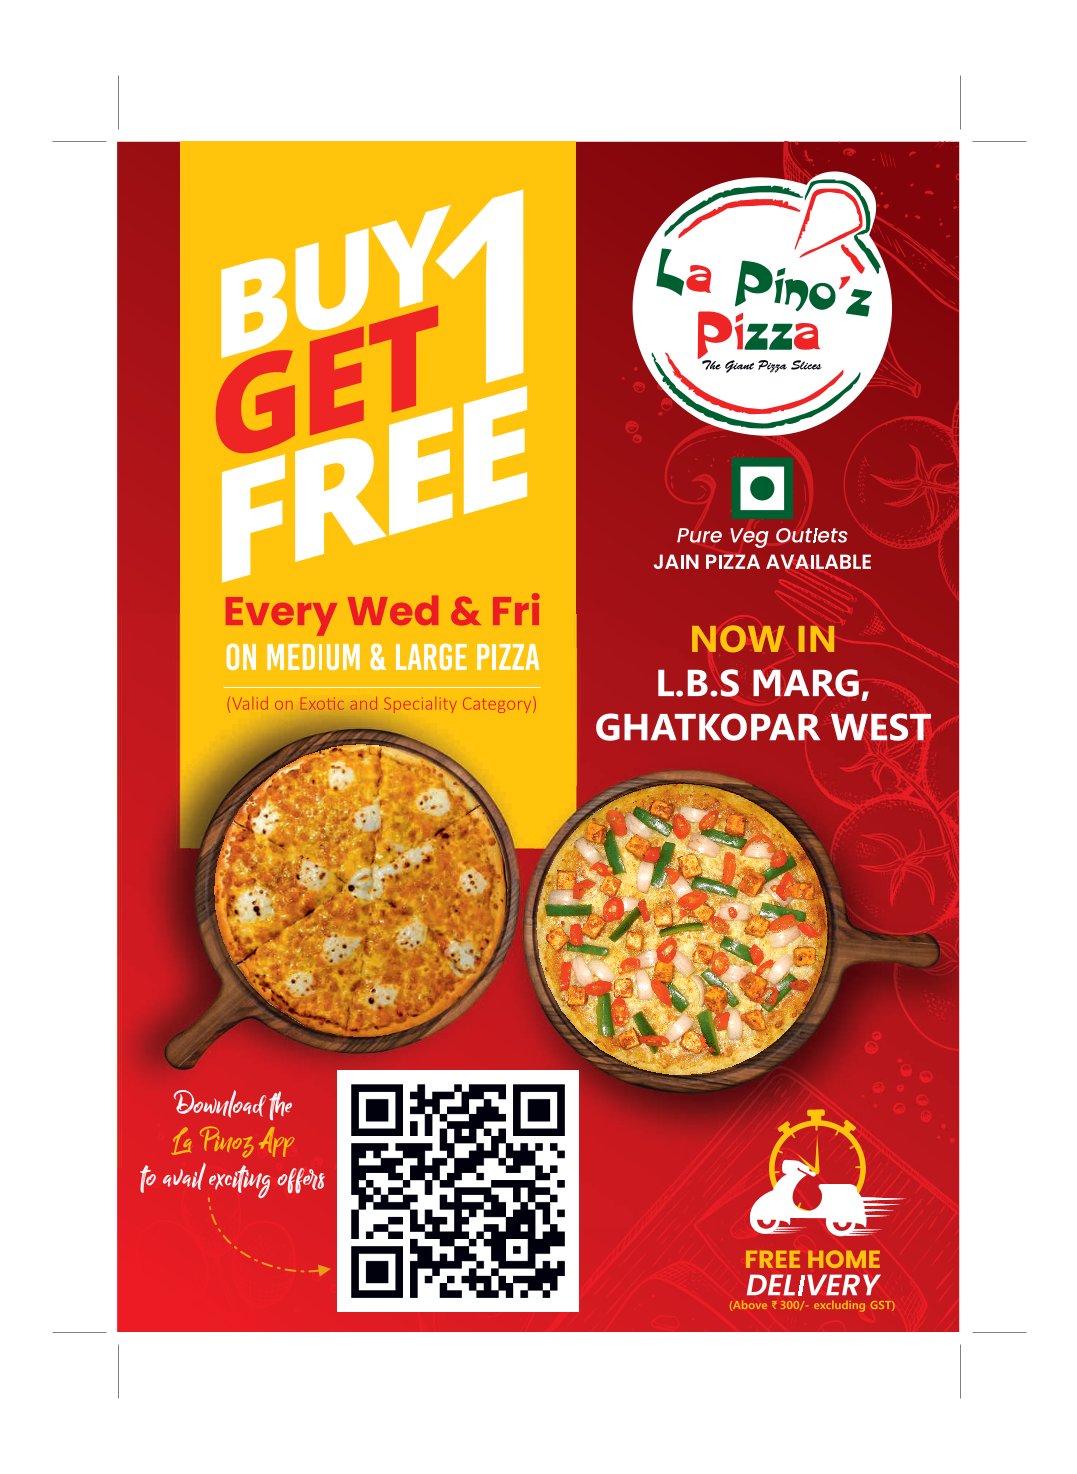 BUY 1
GET
FREE
Every Wed & Fri
ON MEDIUM & LARGE PIZZA
(Valid on Exotic and Speciality Category)
La Pino'z
Pizza
The Giant Pizza Slices
Pure Veg Outlets
JAIN PIZZA AVAILABLE
NOW IN
L.B.S MARG,
GHATKOPAR WEST
Download the
La Pinoz App
to avail exciting offers
FREE HOME
DELIVERY
(Above ₹ 300/- excluding GST)